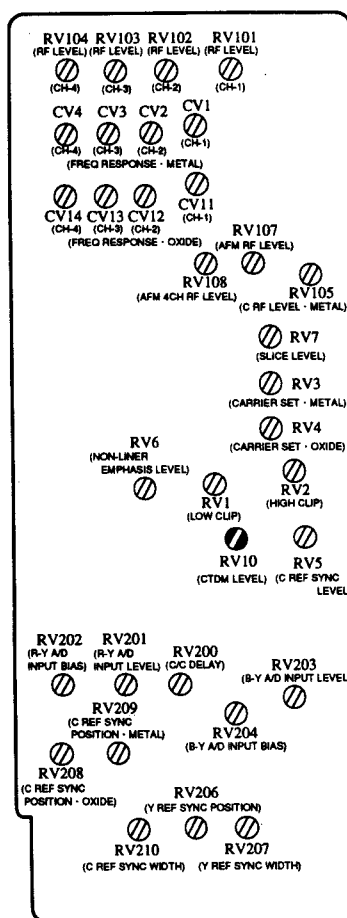 RV104 RV103 RV102 RV101
(RF LEVEL) (RF LEVEL) (RF LEVEL) (RF LEVEL)
(CH-4) (CH-3) (CH-2) (CH-1)
CV4 CV3 CV2 CV1
(CH-4) (CH-3) (CH-2) (CH-1)
(FREQ RESPONSE · METAL)
CV14 CV13 CV12 CV11
(CH-4) (CH-3) (CH-2) (CH-1)
(FREQ RESPONSE · OXIDE)
RV107
(AFM RF LEVEL)
RV108
(AFM 4CH RF LEVEL)
RV105
(C RF LEVEL · METAL)
RV7
(SLICE LEVEL)
RV3
(CARRIER SET · METAL)
RV4
(CARRIER SET · OXIDE)
RV6
(NON-LINER
EMPHASIS LEVEL)
RV1
(LOW CLIP)
RV2
(HIGH CLIP)
RV10
(CTDM LEVEL)
RV5
(C REF SYNC
LEVEL)
RV202
(R-Y A/D
INPUT BIAS)
RV201
(R-Y A/D
INPUT LEVEL)
RV200
(C/C DELAY)
RV203
(B-Y A/D INPUT LEVEL)
RV209
(C REF SYNC
POSITION · METAL)
RV204
(B-Y A/D INPUT BIAS)
RV208
(C REF SYNC
POSITION · OXIDE)
RV206
(Y REF SYNC POSITION)
RV210
(C REF SYNC WIDTH)
RV207
(Y REF SYNC WIDTH)